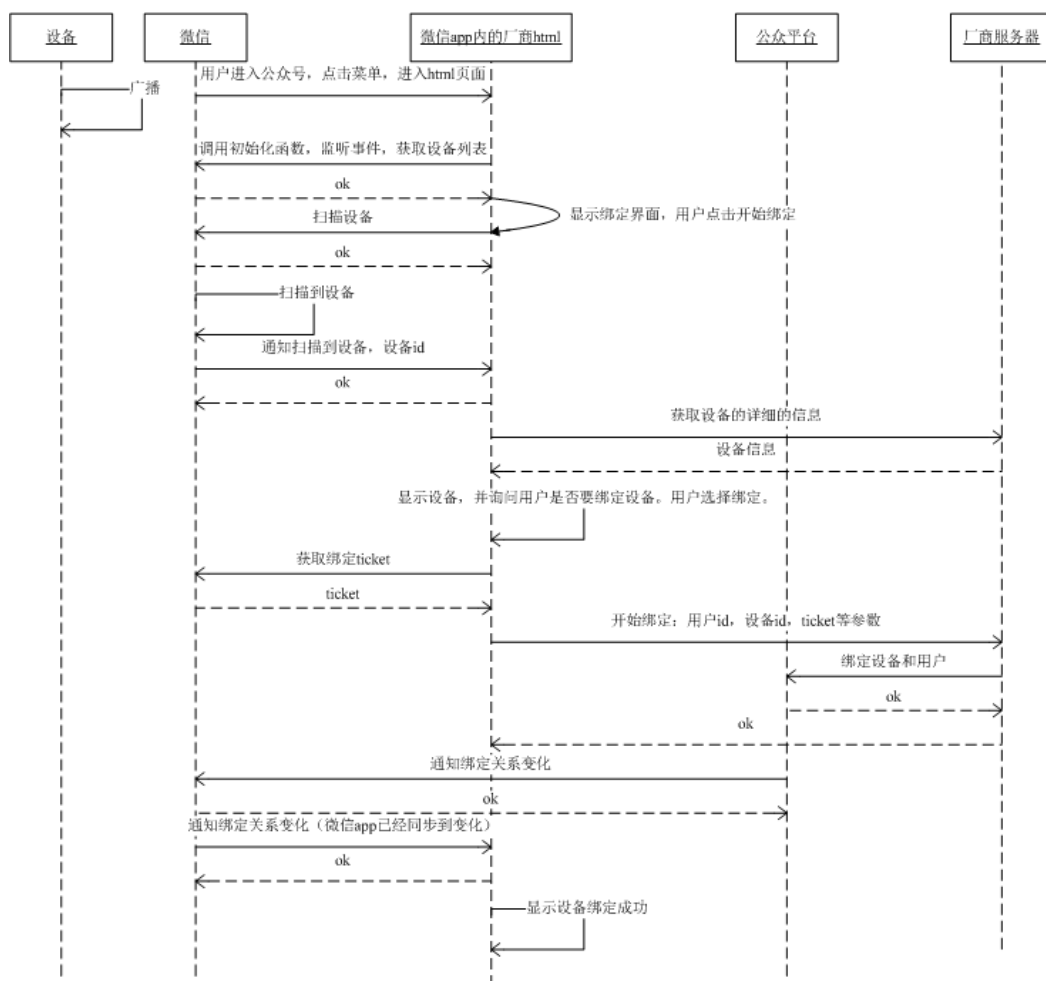 设备
微信
微信app内的厂商html
公众平台
厂商服务器
用户进入公众号，点击菜单，进入html页面
广播
调用初始化函数，监听事件，获取设备列表
ok
显示绑定界面，用户点击开始绑定
扫描设备
ok
扫描到设备
通知扫描到设备，设备id
ok
获取设备的详细的信息
设备信息
显示设备，并询问用户是否要绑定设备。用户选择绑定。
获取绑定ticket
ticket
开始绑定：用户id，设备id，ticket等参数
绑定设备和用户
ok
ok
通知绑定关系变化
ok
通知绑定关系变化（微信app已经同步到变化）
ok
显示设备绑定成功